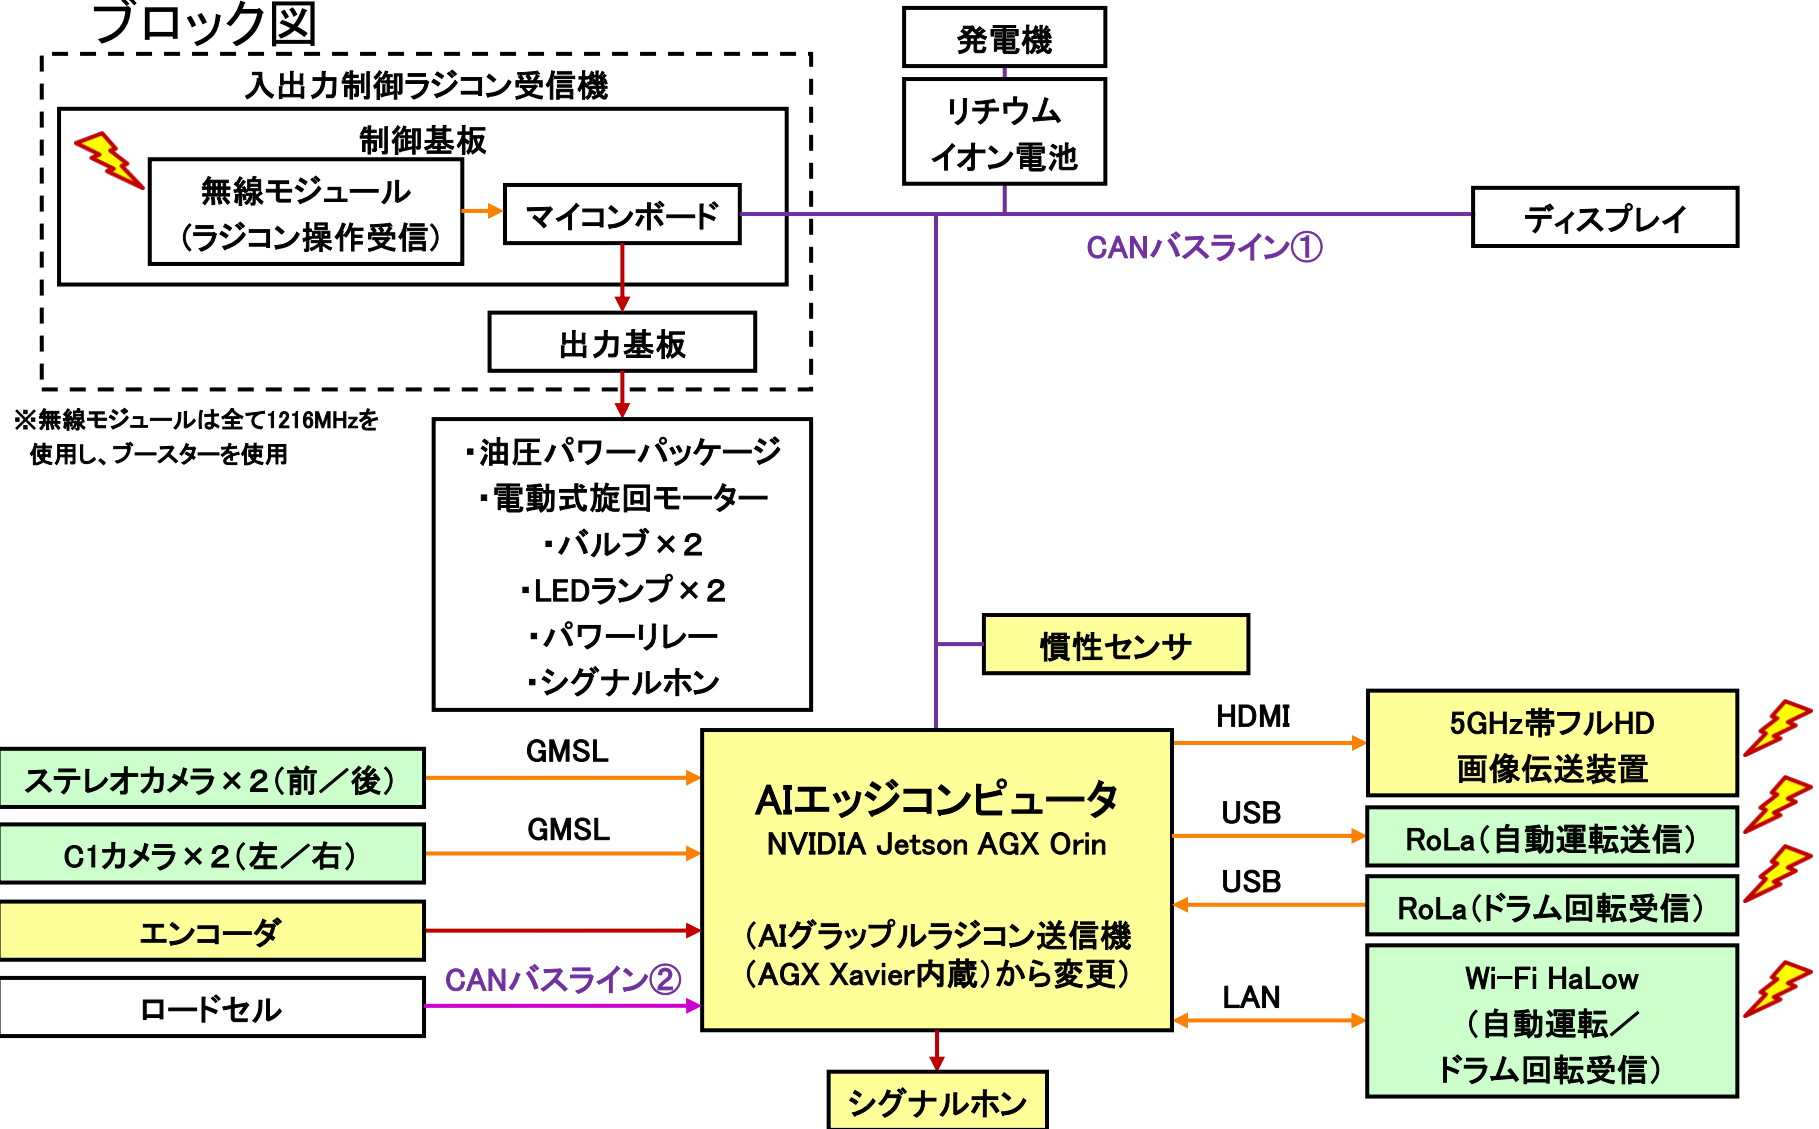 ブロック図
入出力制御ラジコン受信機
制御基板
無線モジュール
(ラジコン操作受信)
マイコンボード
出力基板
※無線モジュールは全て1216MHzを
使用し、ブースターを使用
・油圧パワーパッケージ
・電動式旋回モーター
・バルブ×2
・LEDランプ×2
・パワーリレー
・シグナルホン
発電機
リチウム
イオン電池
ディスプレイ
CANバスライン①
慣性センサ
ステレオカメラ×2(前/後)
GMSL
C1カメラ×2(左/右)
GMSL
エンコーダ
ロードセル
CANバスライン②
AIエッジコンピュータ
NVIDIA Jetson AGX Orin
(AIグラップルラジコン送信機
(AGX Xavier内蔵)から変更)
シグナルホン
HDMI
5GHz帯フルHD
画像伝送装置
USB
RoLa(自動運転送信)
USB
RoLa(ドラム回転受信)
LAN
Wi-Fi HaLow
(自動運転/
ドラム回転受信)